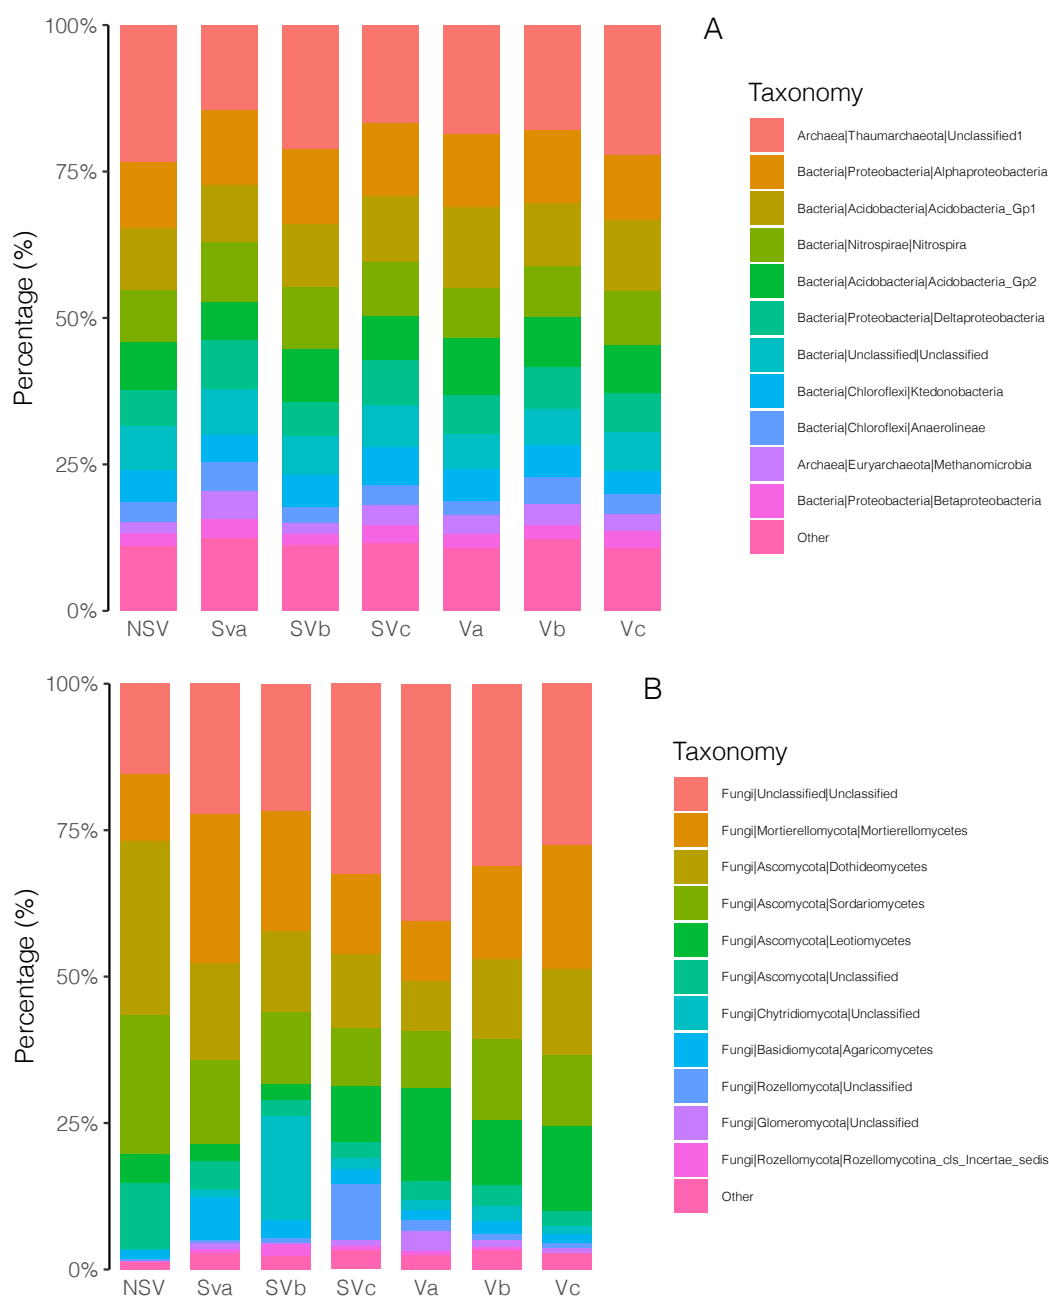 A
100%
75%
50%
25%
0%
Percentage (%)
NSV Sva SVb SVc Va Vb Vc
Taxonomy
Archaea|Thaumarchaeota|Unclassified1
Bacteria|Proteobacteria|Alphaproteobacteria
Bacteria|Acidobacteria|Acidobacteria_Gp1
Bacteria|Nitrospirae|Nitrospira
Bacteria|Acidobacteria|Acidobacteria_Gp2
Bacteria|Proteobacteria|Deltaproteobacteria
Bacteria|Unclassified|Unclassified
Bacteria|Chloroflexi|Ktedonobacteria
Bacteria|Chloroflexi|Anaerolineae
Archaea|Euryarchaeota|Methanomicrobia
Bacteria|Proteobacteria|Betaproteobacteria
Other
B
100%
75%
50%
25%
0%
Percentage (%)
NSV Sva SVb SVc Va Vb Vc
Taxonomy
Fungi|Unclassified|Unclassified
Fungi|Mortierellomycota|Mortierellomycetes
Fungi|Ascomycota|Dothideomycetes
Fungi|Ascomycota|Sordariomycetes
Fungi|Ascomycota|Leotiomycetes
Fungi|Ascomycota|Unclassified
Fungi|Chytridiomycota|Unclassified
Fungi|Basidiomycota|Agaricomycetes
Fungi|Rozellomycota|Unclassified
Fungi|Glomeromycota|Unclassified
Fungi|Rozellomycota|Rozellomycotina_cls_Incertae_sedis
Other